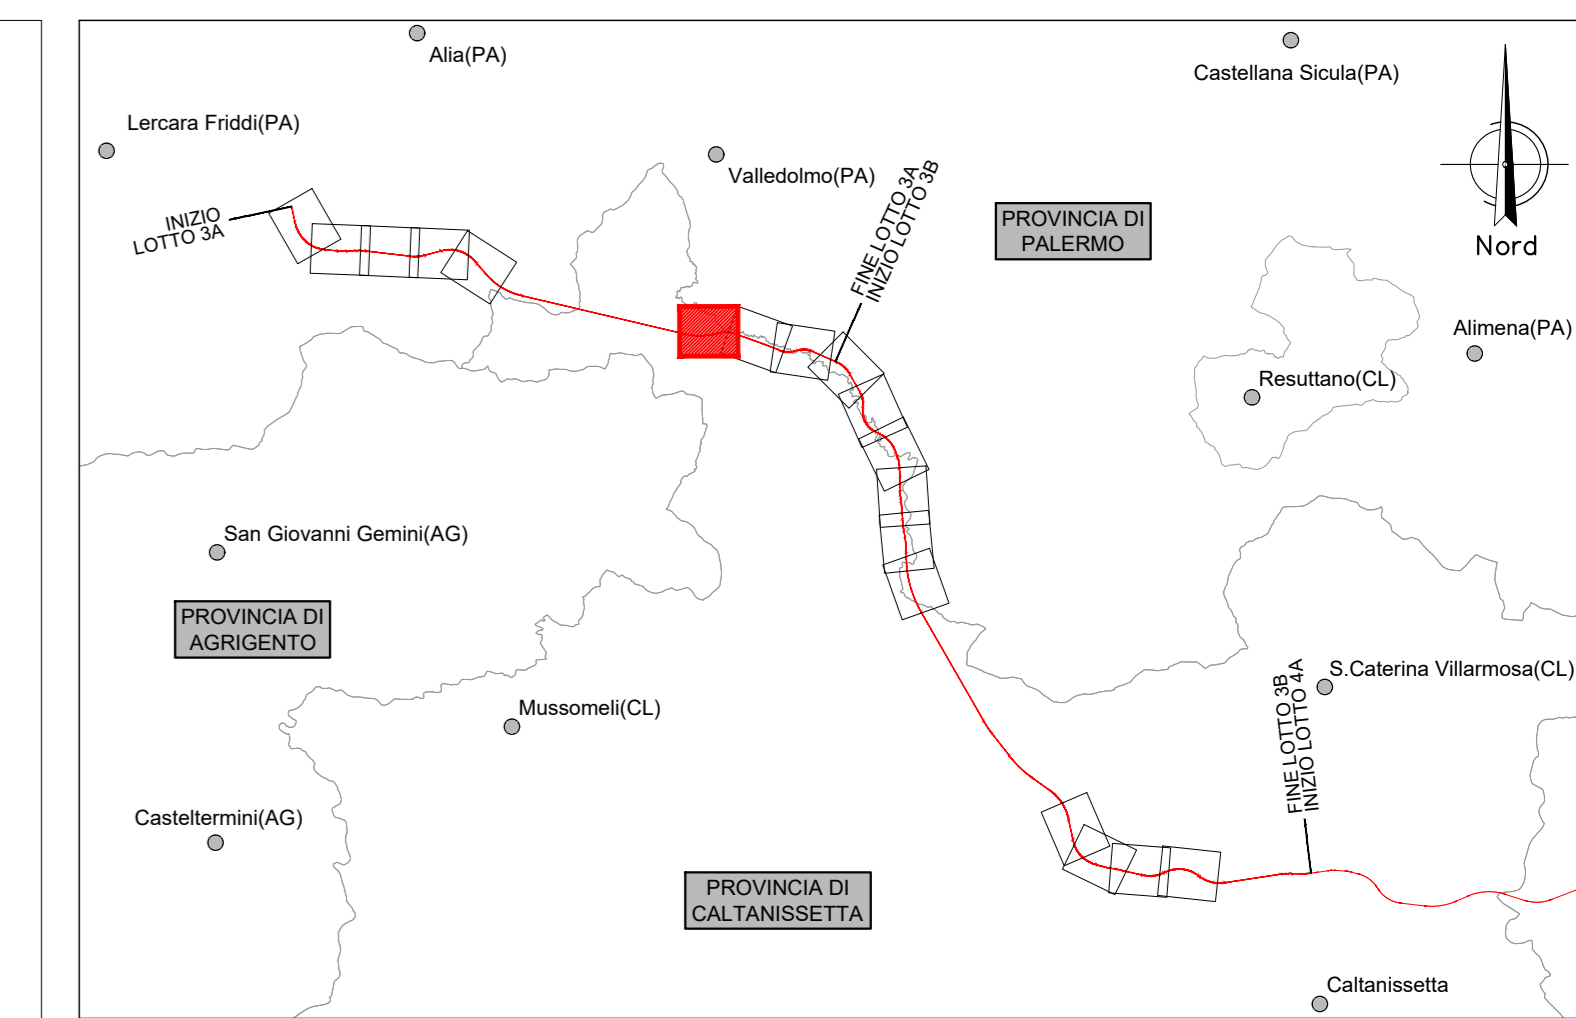 Alia(PA)
Castellana Sicula(PA)
Lercara Friddi(PA)
Valledolmo(PA)
INIZIO
LOTTO 3A
FINE LOTTO 3A
INIZIO LOTTO 3B
PROVINCIA DI
PALERMO
Nord
Alimena(PA)
Resuttano(CL)
San Giovanni Gemini(AG)
PROVINCIA DI
AGRIGENTO
S.Caterina Villarmosa(CL)
Mussomeli(CL)
FINE LOTTO 3B
INIZIO LOTTO 4A
Casteltermini(AG)
PROVINCIA DI
CALTANISSETTA
Caltanissetta